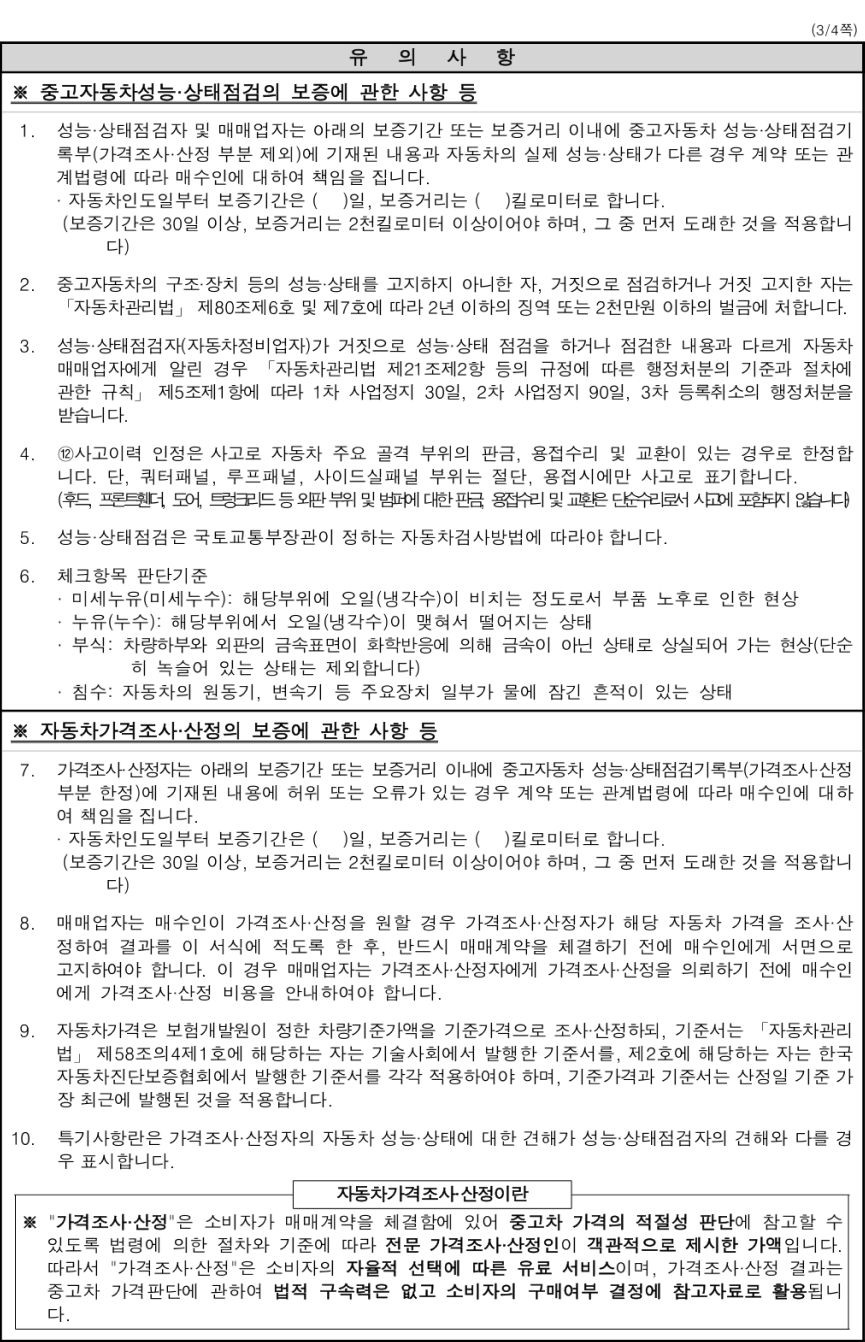 (3/4쪽)
유 의 사 항
※ 중고자동차성능·상태점검의 보증에 관한 사항 등
1. 성능·상태점검자 및 매매업자는 아래의 보증기간 또는 보증거리 이내에 중고자동차 성능·상태점검기
록부(가격조사·산정 부분 제외)에 기재된 내용과 자동차의 실제 성능·상태가 다른 경우 계약 또는 관
계법령에 따라 매수인에 대하여 책임을 집니다.
· 자동차인도일부터 보증기간은 ( )일, 보증거리는 ( )킬로미터로 합니다.
(보증기간은 30일 이상, 보증거리는 2천킬로미터 이상이어야 하며, 그 중 먼저 도래한 것을 적용합니
다)
2. 중고자동차의 구조·장치 등의 성능·상태를 고지하지 아니한 자, 거짓으로 점검하거나 거짓 고지한 자는
「자동차관리법」 제80조제6호 및 제7호에 따라 2년 이하의 징역 또는 2천만원 이하의 벌금에 처합니다.
3. 성능·상태점검자(자동차정비업자)가 거짓으로 성능·상태 점검을 하거나 점검한 내용과 다르게 자동차
매매업자에게 알린 경우 「자동차관리법 제21조제2항 등의 규정에 따른 행정처분의 기준과 절차에
관한 규칙」 제5조제1항에 따라 1차 사업정지 30일, 2차 사업정지 90일, 3차 등록취소의 행정처분을
받습니다.
4. ⑫사고이력 인정은 사고로 자동차 주요 골격 부위의 판금, 용접수리 및 교환이 있는 경우로 한정합
니다. 단, 쿼터패널, 루프패널, 사이드실패널 부위는 절단, 용접시에만 사고로 표기합니다.
(후드, 프론트휀더, 도어, 트렁크리드 등 외판 부위 및 범퍼에 대한 판금, 용접수리 및 교환은 단순수리로서 사고에 포함되지 않습니다)
5. 성능·상태점검은 국토교통부장관이 정하는 자동차검사방법에 따라야 합니다.
6. 체크항목 판단기준
· 미세누유(미세누수): 해당부위에 오일(냉각수)이 비치는 정도로서 부품 노후로 인한 현상
· 누유(누수): 해당부위에서 오일(냉각수)이 맺혀서 떨어지는 상태
· 부식: 차량하부와 외판의 금속표면이 화학반응에 의해 금속이 아닌 상태로 상실되어 가는 현상(단순
히 녹슬어 있는 상태는 제외합니다)
· 침수: 자동차의 원동기, 변속기 등 주요장치 일부가 물에 잠긴 흔적이 있는 상태
※ 자동차가격조사·산정의 보증에 관한 사항 등
7. 가격조사·산정자는 아래의 보증기간 또는 보증거리 이내에 중고자동차 성능·상태점검기록부(가격조사·산정
부분 한정)에 기재된 내용에 허위 또는 오류가 있는 경우 계약 또는 관계법령에 따라 매수인에 대하
여 책임을 집니다.
· 자동차인도일부터 보증기간은 ( )일, 보증거리는 ( )킬로미터로 합니다.
(보증기간은 30일 이상, 보증거리는 2천킬로미터 이상이어야 하며, 그 중 먼저 도래한 것을 적용합니
다)
8. 매매업자는 매수인이 가격조사·산정을 원할 경우 가격조사·산정자가 해당 자동차 가격을 조사·산
정하여 결과를 이 서식에 적도록 한 후, 반드시 매매계약을 체결하기 전에 매수인에게 서면으로
고지하여야 합니다. 이 경우 매매업자는 가격조사·산정자에게 가격조사·산정을 의뢰하기 전에 매수인
에게 가격조사·산정 비용을 안내하여야 합니다.
9. 자동차가격은 보험개발원이 정한 차량기준가액을 기준가격으로 조사·산정하되, 기준서는 「자동차관리
법」 제58조의4제1호에 해당하는 자는 기술사회에서 발행한 기준서를, 제2호에 해당하는 자는 한국
자동차진단보증협회에서 발행한 기준서를 각각 적용하여야 하며, 기준가격과 기준서는 산정일 기준 가
장 최근에 발행된 것을 적용합니다.
10. 특기사항란은 가격조사·산정자의 자동차 성능·상태에 대한 견해가 성능·상태점검자의 견해와 다를 경
우 표시합니다.
자동차가격조사·산정이란
※ "가격조사·산정"은 소비자가 매매계약을 체결함에 있어 중고차 가격의 적절성 판단에 참고할 수
있도록 법령에 의한 절차와 기준에 따라 전문 가격조사·산정인이 객관적으로 제시한 가액입니다.
따라서 "가격조사·산정"은 소비자의 자율적 선택에 따른 유료 서비스이며, 가격조사·산정 결과는
중고차 가격판단에 관하여 법적 구속력은 없고 소비자의 구매여부 결정에 참고자료로 활용됩니
다.